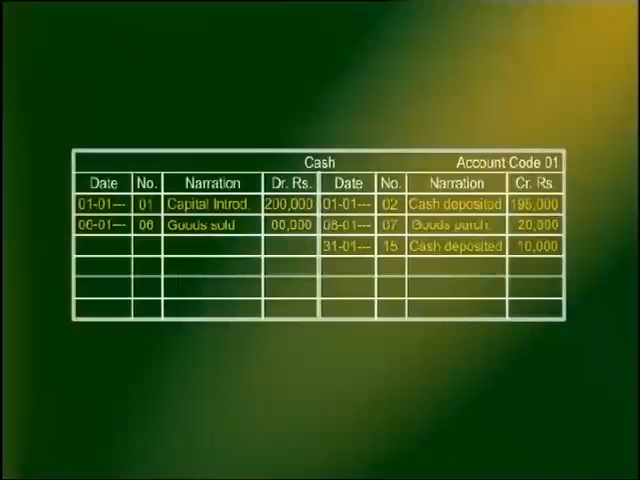 Cash Account Code 01
Date No. Narration Dr. Rs. Date No. Narration Cr. Rs.
01-01--- 01 Capital Introd. 200,000 01-01--- 02 Cash deposited 195,000
06-01--- 06 Goods sold 00,000 08-01--- 07 Goods purch. 20,000
31-01--- 15 Cash deposited 10,000